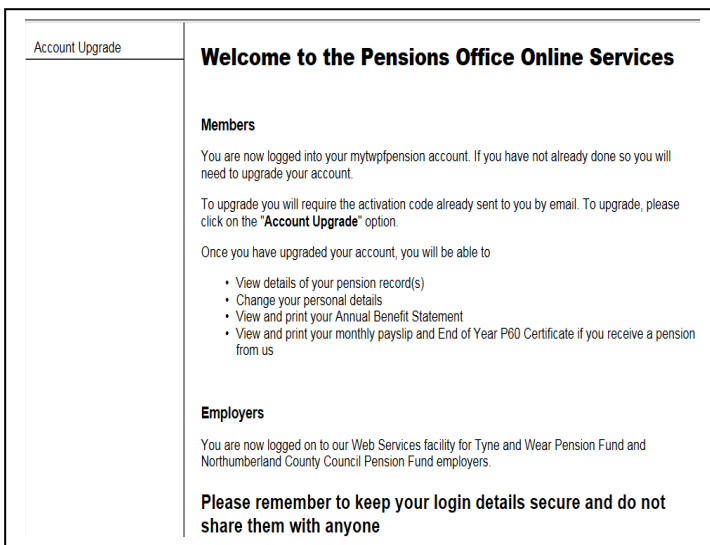 Account Upgrade
Welcome to the Pensions Office Online Services
Members
You are now logged into your mytwpfpension account. If you have not already done so you will
need to upgrade your account.
To upgrade you will require the activation code already sent to you by email. To upgrade, please
click on the "Account Upgrade" option.
Once you have upgraded your account, you will be able to
• View details of your pension record(s)
• Change your personal details
• View and print your Annual Benefit Statement
• View and print your monthly payslip and End of Year P60 Certificate if you receive a pension
from us
Employers
You are now logged on to our Web Services facility for Tyne and Wear Pension Fund and
Northumberland County Council Pension Fund employers.
Please remember to keep your login details secure and do not
share them with anyone